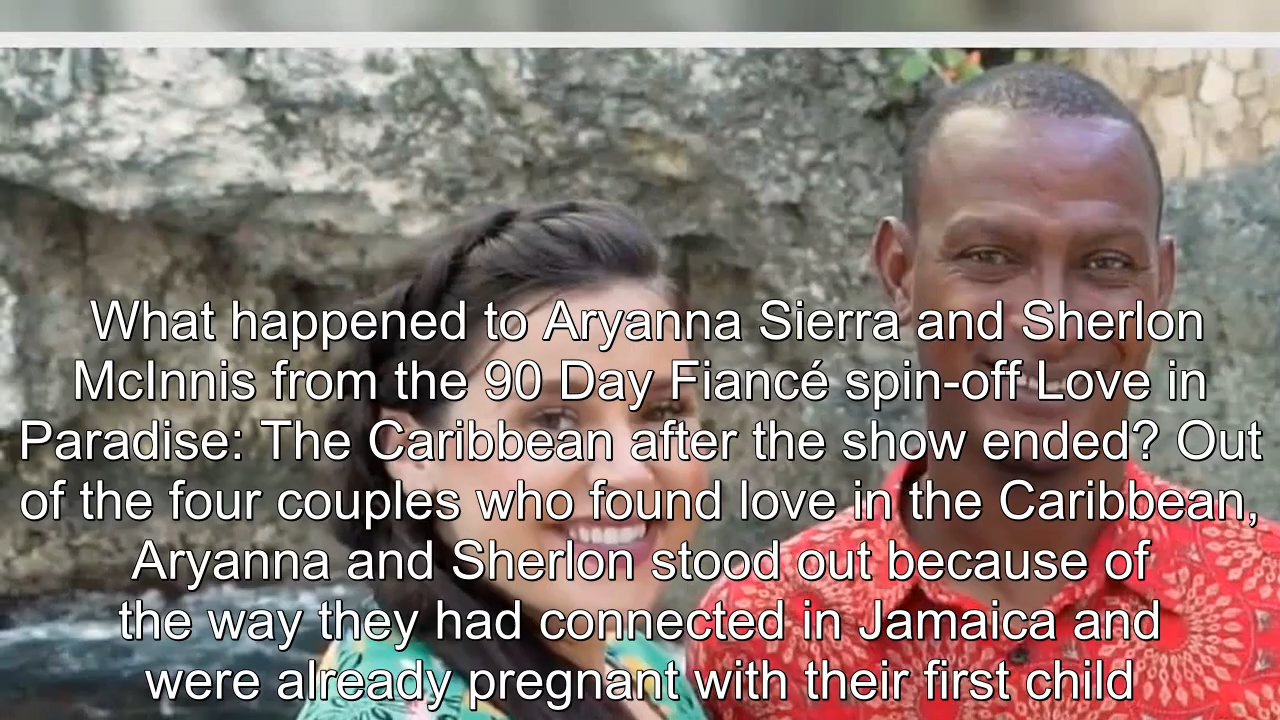 What happened to Aryanna Sierra and Sherlon
McInnis from the 90 Day Fiancé spin-off Love in
Paradise: The Caribbean after the show ended? Out
of the four couples who found love in the Caribbean,
Aryanna and Sherlon stood out because of
the way they had connected in Jamaica and
were already pregnant with their first child